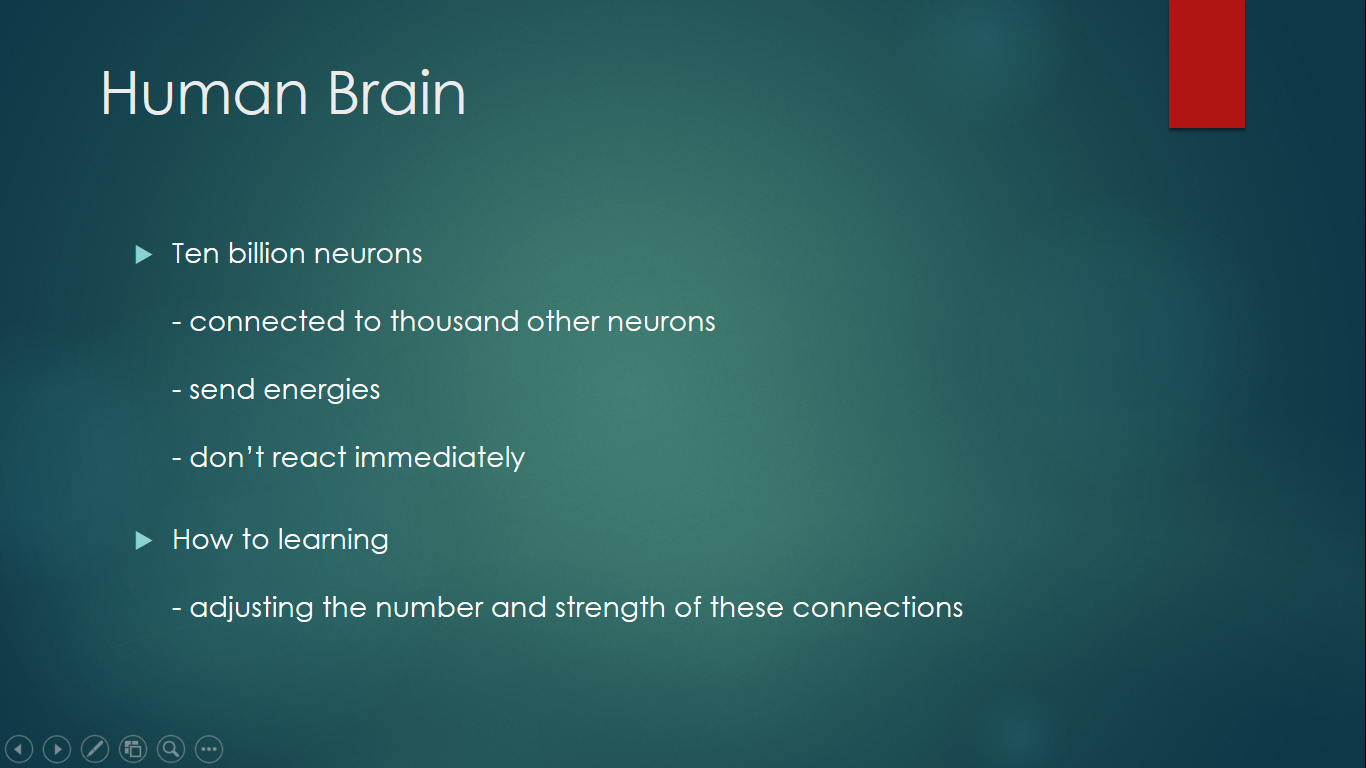 Human Brain
Ten billion neurons
- connected to thousand other neurons
- send energies
- don’t react immediately
How to learning
- adjusting the number and strength of these connections